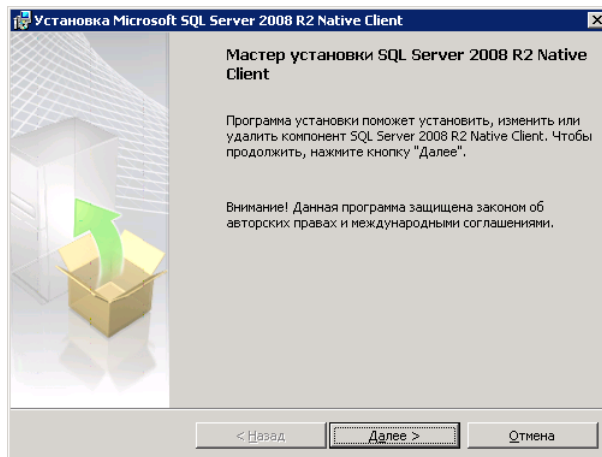 Установка Microsoft SQL Server 2008 R2 Native Client
Мастер установки SQL Server 2008 R2 Native
Client
Программа установки поможет установить, изменить или
удалить компонент SQL Server 2008 R2 Native Client. Чтобы
продолжить, нажмите кнопку "Далее".
Внимание! Данная программа защищена законом об
авторских правах и международными соглашениями.
< Назад
Далее >
Отмена